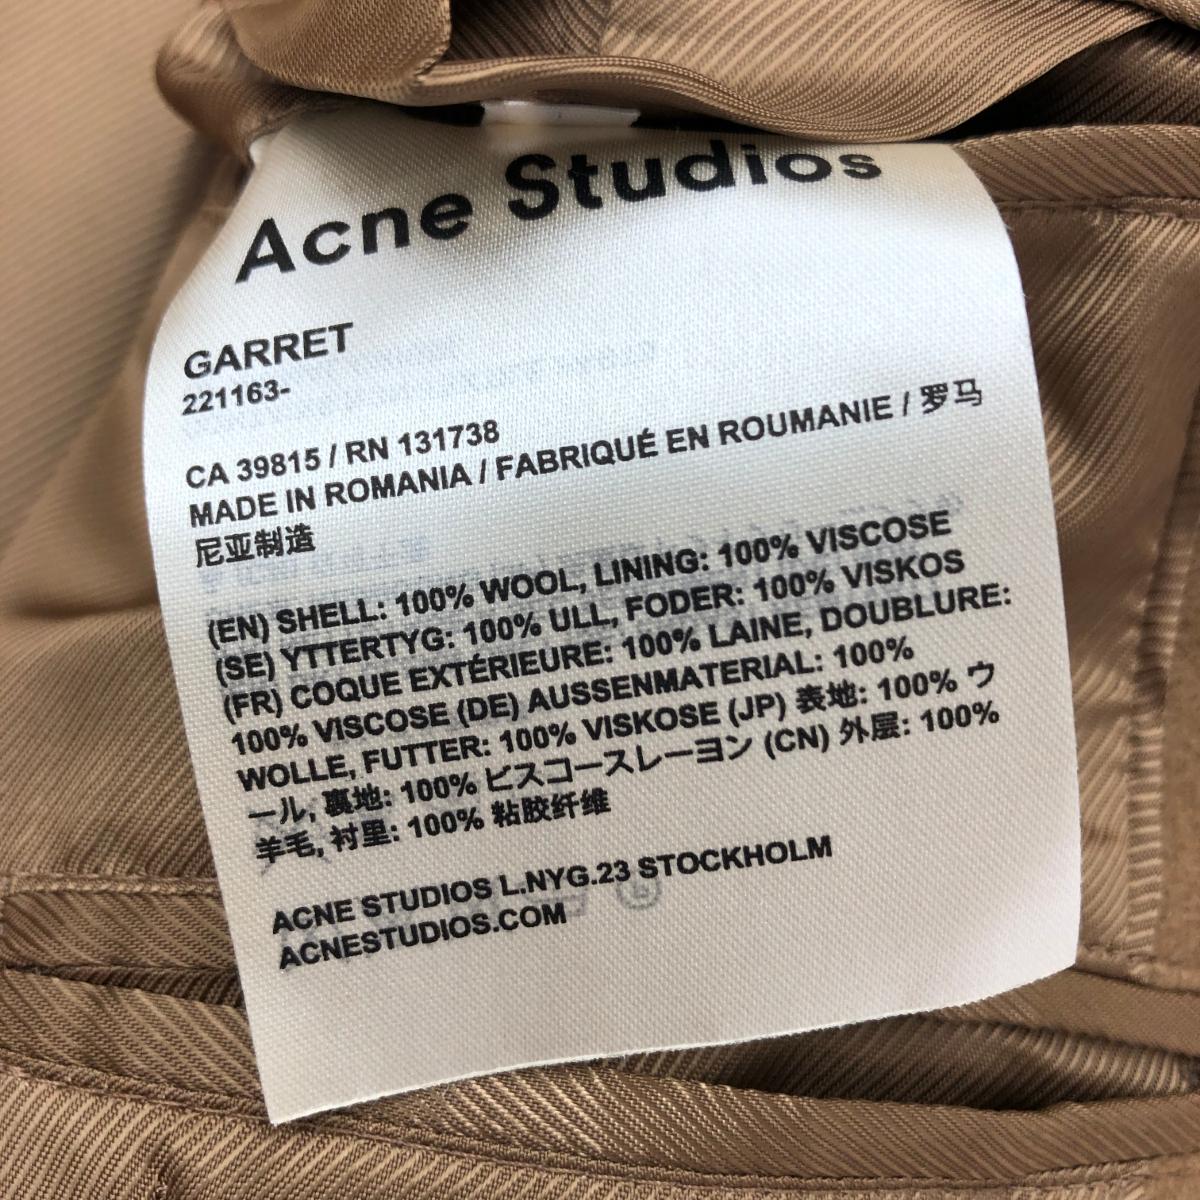 Acne Studios
GARRET
221163-
CA 39815 / RN 131738
MADE IN ROMANIA / FABRIQUÉ EN ROUMANIE / 罗马
尼亚制造
(EN) SHELL: 100% WOOL, LINING: 100% VISCOSE
(SE) YTTERTYG: 100% ULL, FODER: 100% VISKOS
(FR) COQUE EXTÉRIEURE: 100% LAINE, DOUBLURE:
100% VISCOSE (DE) AUSSENMATERIAL: 100%
WOLLE, FUTTER: 100% VISKOSE (JP) 表地: 100% ウ
ール, 裏地: 100% ビスコースレーヨン (CN) 外层: 100%
羊毛, 衬里: 100% 粘胶纤维
ACNE STUDIOS L.NYG.23 STOCKHOLM
ACNESTUDIOS.COM